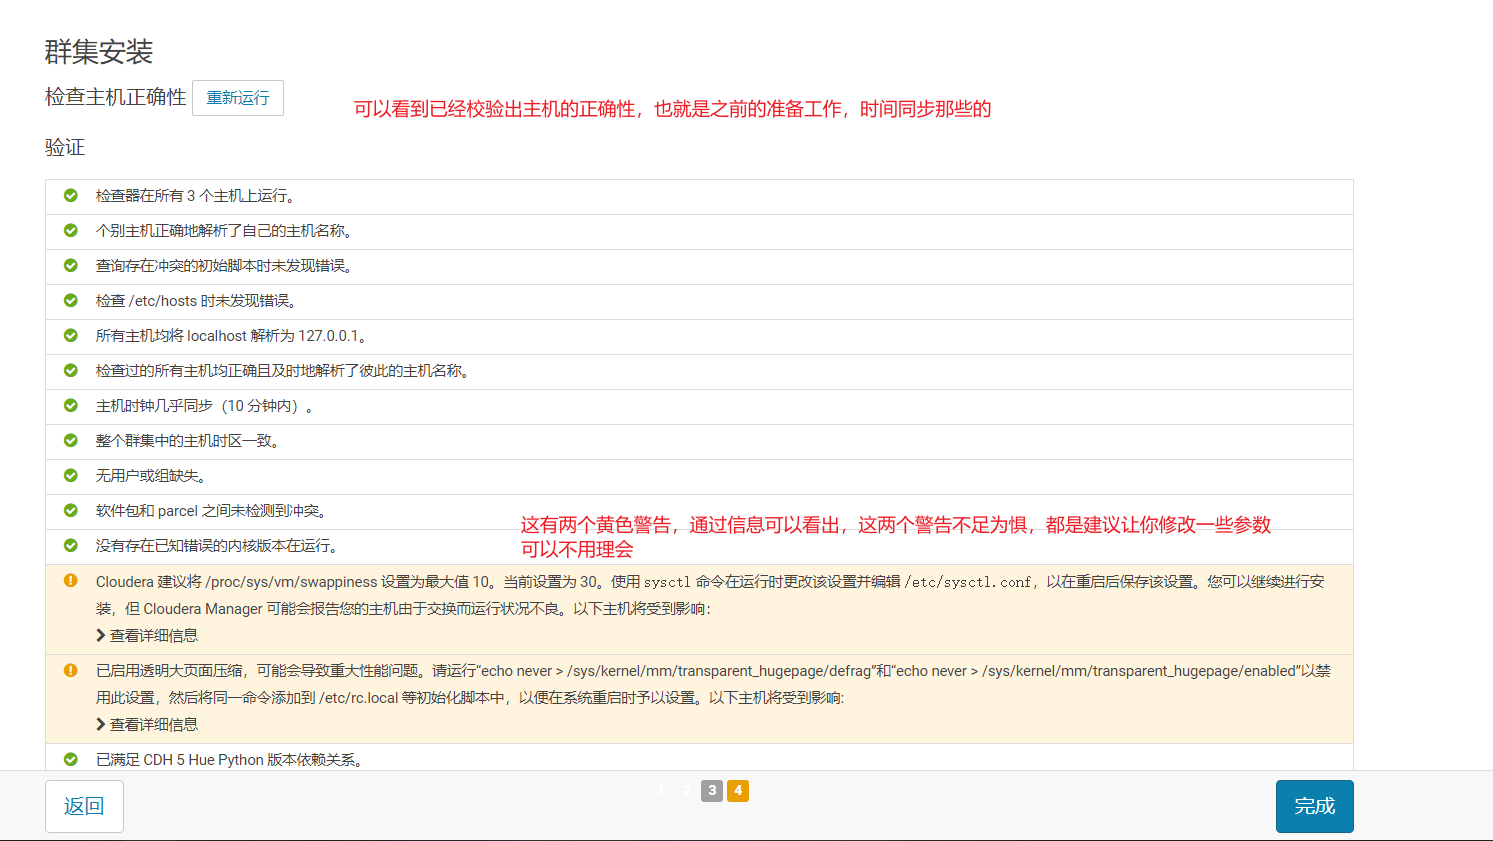 群集安装
检查主机正确性 重新运行
可以看到已经校验出主机的正确性，也就是之前的准备工作，时间同步那些的
验证
检查器在所有 3 个主机上运行。
个别主机正确地解析了自己的主机名称。
查询存在冲突的初始脚本时未发现错误。
检查 /etc/hosts 时未发现错误。
所有主机均将 localhost 解析为 127.0.0.1。
检查过的所有主机均正确且及时地解析了彼此的主机名称。
主机时钟几乎同步（10 分钟内）。
整个群集中的主机时区一致。
无用户或组缺失。
软件包和 parcel 之间未检测到冲突。
这有两个黄色警告，通过信息可以看出，这两个警告不足为惧，都是建议让你修改一些参数
可以不用理会
没有存在已知错误的内核版本在运行。
Cloudera 建议将 /proc/sys/vm/swappiness 设置为最大值 10。当前设置为 30。使用 sysctl 命令在运行时更改该设置并编辑 /etc/sysctl.conf，以在重启后保存该设置。您可以继续进行安
装，但 Cloudera Manager 可能会报告您的主机由于交换而运行状况不良。以下主机将受到影响：
查看详细信息
已启用透明大页面压缩，可能会导致重大性能问题。请运行“echo never > /sys/kernel/mm/transparent_hugepage/defrag”和“echo never > /sys/kernel/mm/transparent_hugepage/enabled”以禁
用此设置，然后将同一命令添加到 /etc/rc.local 等初始化脚本中，以便在系统重启时予以设置。以下主机将受到影响:
查看详细信息
已满足 CDH 5 Hue Python 版本依赖关系。
返回 1 2 3 4 完成